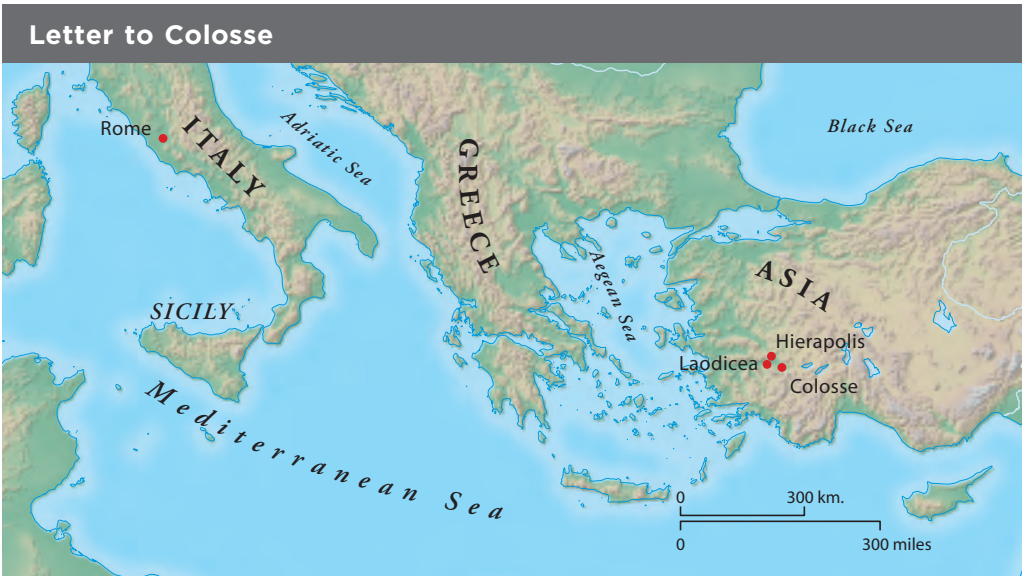 Letter to Colosse
Rome
ITALY
Adriatic Sea
GREECE
Black Sea
Aegean Sea
ASIA
SICILY
Hierapolis
Laodicea
Colosse
Mediterranean Sea
0 300 km.
0 300 miles